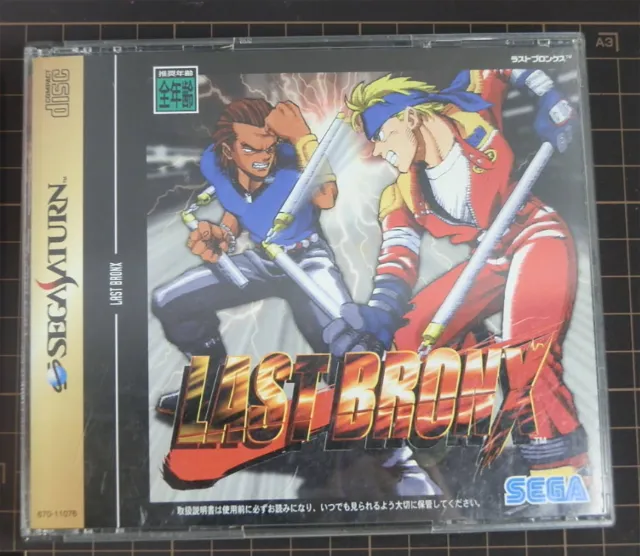 A3
COMPACT
disc
SEGA SATURN™
LAST BRONX
670-11076
推奨年齢
全年齢
ラストブロンクス™
LAST BRONX™
SEGA
取扱説明書は使用前に必ずお読みになり、いつでも見られるよう大切に保管してください。